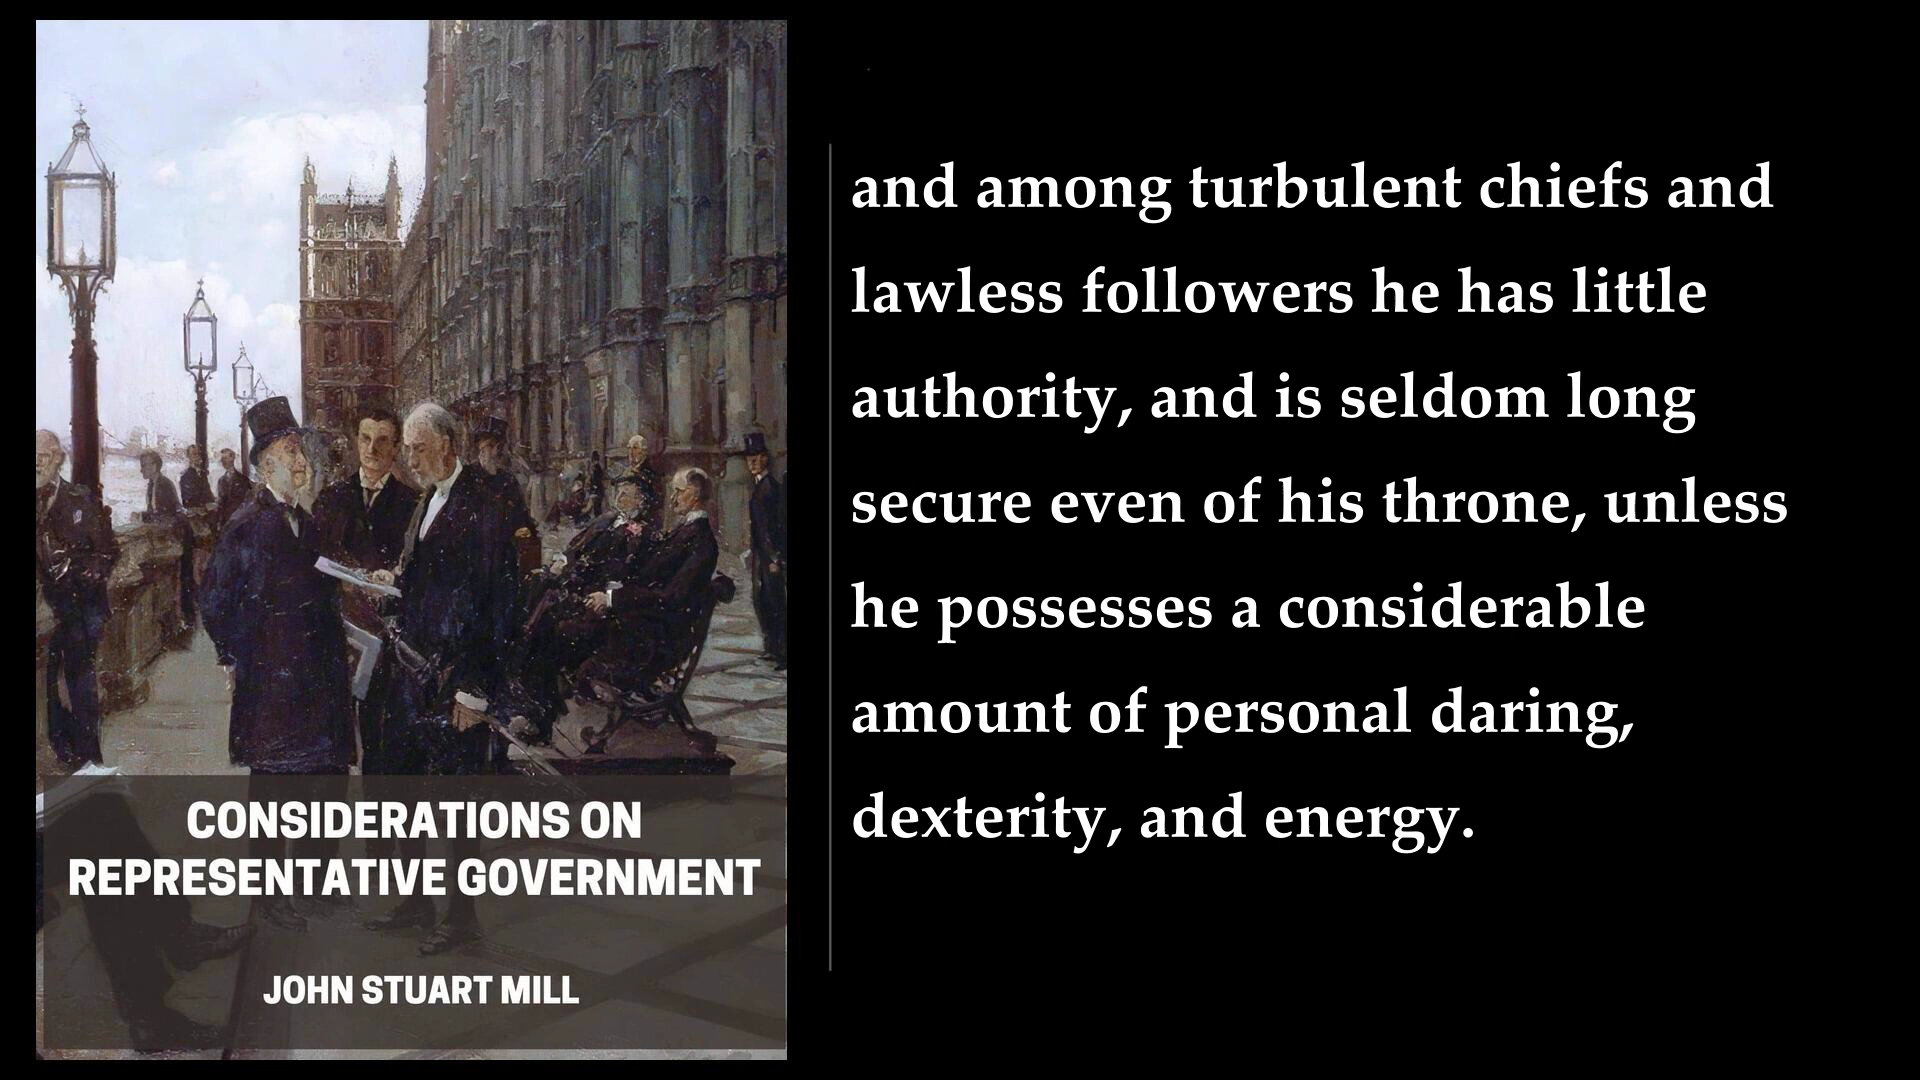 CONSIDERATIONS ON
REPRESENTATIVE GOVERNMENT
JOHN STUART MILL
and among turbulent chiefs and
lawless followers he has little
authority, and is seldom long
secure even of his throne, unless
he possesses a considerable
amount of personal daring,
dexterity, and energy.